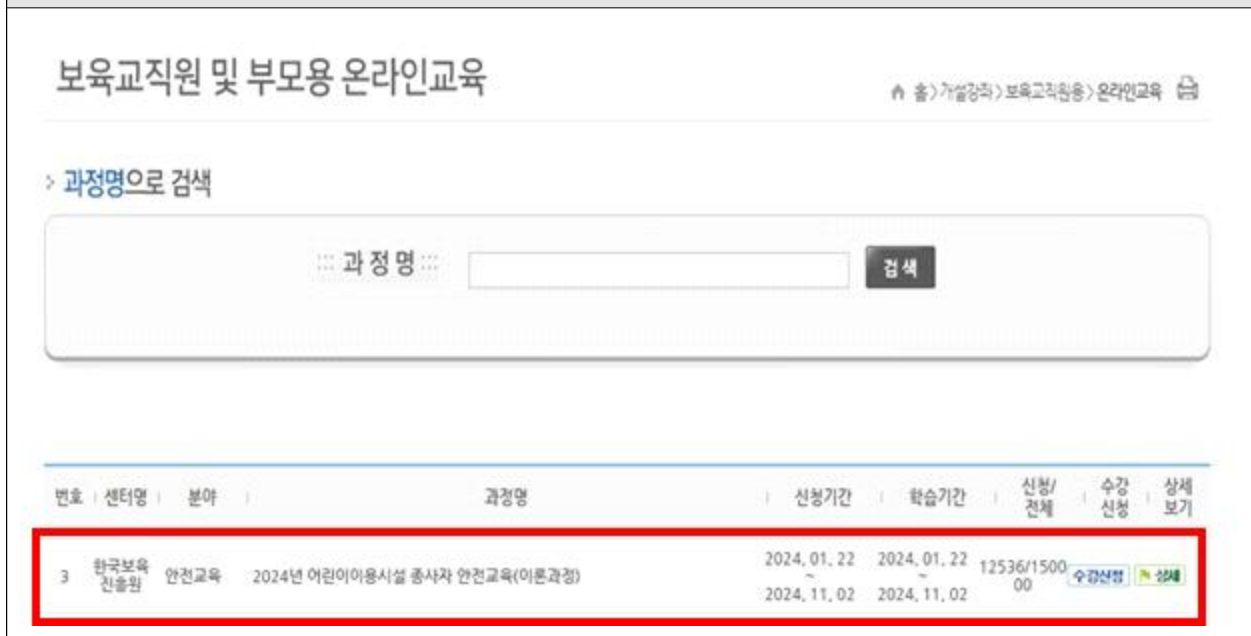 보육교직원 및 부모용 온라인교육
홈 > 개설강좌 > 보육교직원용 > 온라인교육
> 과정명으로 검색
::: 과 정 명 :::
검색
번호 센터명 분야 과정명 신청기간 학습기간 신청/전체 수강신청 상세보기
3 한국보육진흥원 안전교육 2024년 어린이이용시설 종사자 안전교육(이론과정) 2024.01.22 ~ 2024.11.02 2024.01.22 ~ 2024.11.02 12536/150000 수강신청 상세